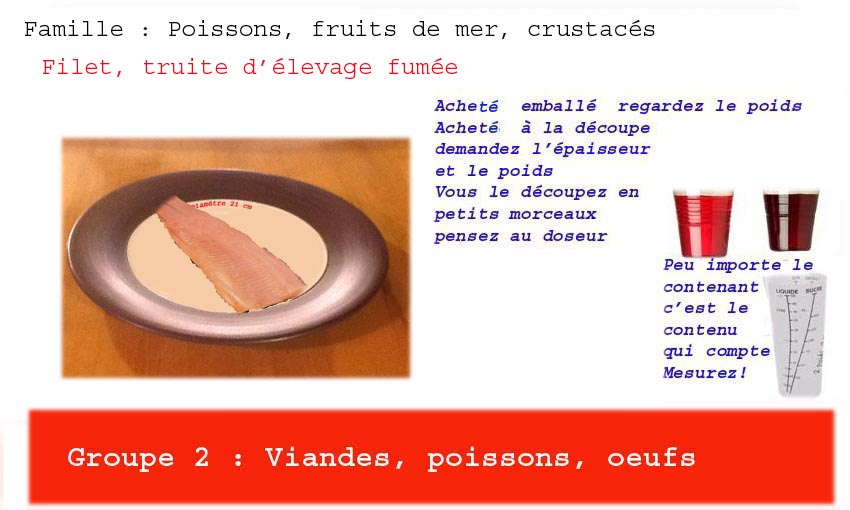 Famille : Poissons, fruits de mer, crustacés
Filet, truite d’élevage fumée
Acheté emballé regardez le poids
Acheté à la découpe
demandez l’épaisseur
et le poids
Vous le découpez en
petits morceaux
pensez au doseur
diamètre 21 cm
Peu importe le
contenant
c’est le
contenu
qui compte
Mesurez!
LIQUIDE SUCRE
Groupe 2 : Viandes, poissons, oeufs